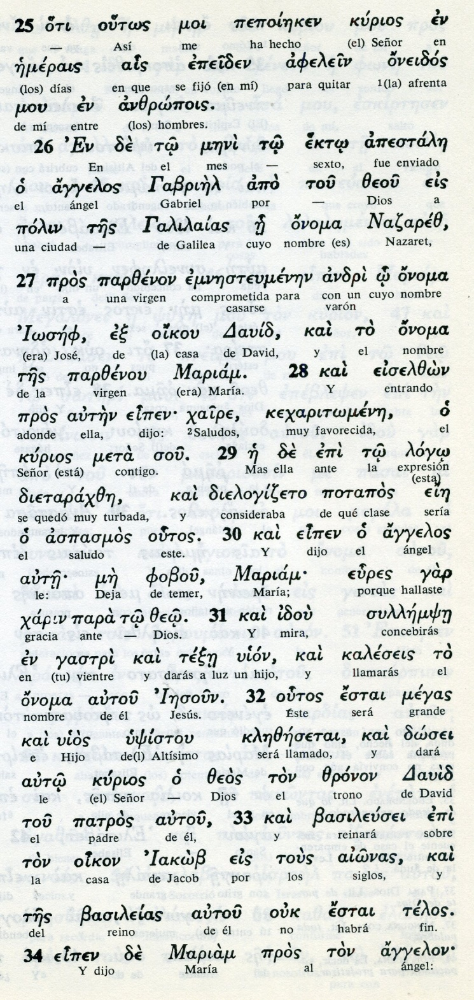 25 ὅτι οὕτως μοι πεποίηκεν κύριος ἐν
— Así me ha hecho (el) Señor en
ἡμέραις αἷς ἐπεῖδεν ἀφελεῖν ὄνειδός
(los) días en que se fijó (en mí) para quitar 1(la) afrenta
μου ἐν ἀνθρώποις.
de mí entre (los) hombres.
26 Ἐν δὲ τῷ μηνὶ τῷ ἕκτῳ ἀπεστάλη
En el mes — sexto, fue enviado
ὁ ἄγγελος Γαβριὴλ ἀπὸ τοῦ θεοῦ εἰς
el ángel Gabriel por — Dios a
πόλιν τῆς Γαλιλαίας ᾗ ὄνομα Ναζαρέθ,
una ciudad — de Galilea cuyo nombre (es) Nazaret,
27 πρὸς παρθένον ἐμνηστευμένην ἀνδρὶ ᾧ ὄνομα
a una virgen comprometida para con un cuyo nombre
casarse varón
Ἰωσήφ, ἐξ οἴκου Δαυίδ, καὶ τὸ ὄνομα
(era) José, de (la) casa de David, y el nombre
τῆς παρθένου Μαριάμ. 28 καὶ εἰσελθὼν
de la virgen (era) María. Y entrando
πρὸς αὐτὴν εἶπεν· χαῖρε, κεχαριτωμένη, ὁ
adonde ella, dijo: 2Saludos, muy favorecida, el
κύριος μετὰ σοῦ. 29 ἡ δὲ ἐπὶ τῷ λόγῳ
Señor (está) contigo. Mas ella ante la expresión
(esta)
διεταράχθη, καὶ διελογίζετο ποταπὸς εἴη
se quedó muy turbada, y consideraba de qué clase sería
ὁ ἀσπασμὸς οὗτος. 30 καὶ εἶπεν ὁ ἄγγελος
el saludo este. Y dijo el ángel
αὐτῇ· μὴ φοβοῦ, Μαριάμ· εὗρες γὰρ
le: Deja de temer, María; porque hallaste
χάριν παρὰ τῷ θεῷ. 31 καὶ ἰδοὺ συλλήμψῃ
gracia ante — Dios. Y mira, concebirás
ἐν γαστρὶ καὶ τέξῃ υἱόν, καὶ καλέσεις τὸ
en (tu) vientre y darás a luz un hijo, y llamarás el
ὄνομα αὐτοῦ Ἰησοῦν. 32 οὗτος ἔσται μέγας
nombre de él Jesús. Éste será grande
καὶ υἱὸς ὑψίστου κληθήσεται, καὶ δώσει
e Hijo de(l) Altísimo será llamado, y dará
αὐτῷ κύριος ὁ θεὸς τὸν θρόνον Δαυὶδ
le (el) Señor — Dios el trono de David
τοῦ πατρὸς αὐτοῦ, 33 καὶ βασιλεύσει ἐπὶ
el padre de él, y reinará sobre
τὸν οἶκον Ἰακὼβ εἰς τοὺς αἰῶνας, καὶ
la casa de Jacob por los siglos, y
τῆς βασιλείας αὐτοῦ οὐκ ἔσται τέλος.
del reino de él no habrá fin.
34 εἶπεν δὲ Μαριὰμ πρὸς τὸν ἄγγελον·
Y dijo María al ángel: